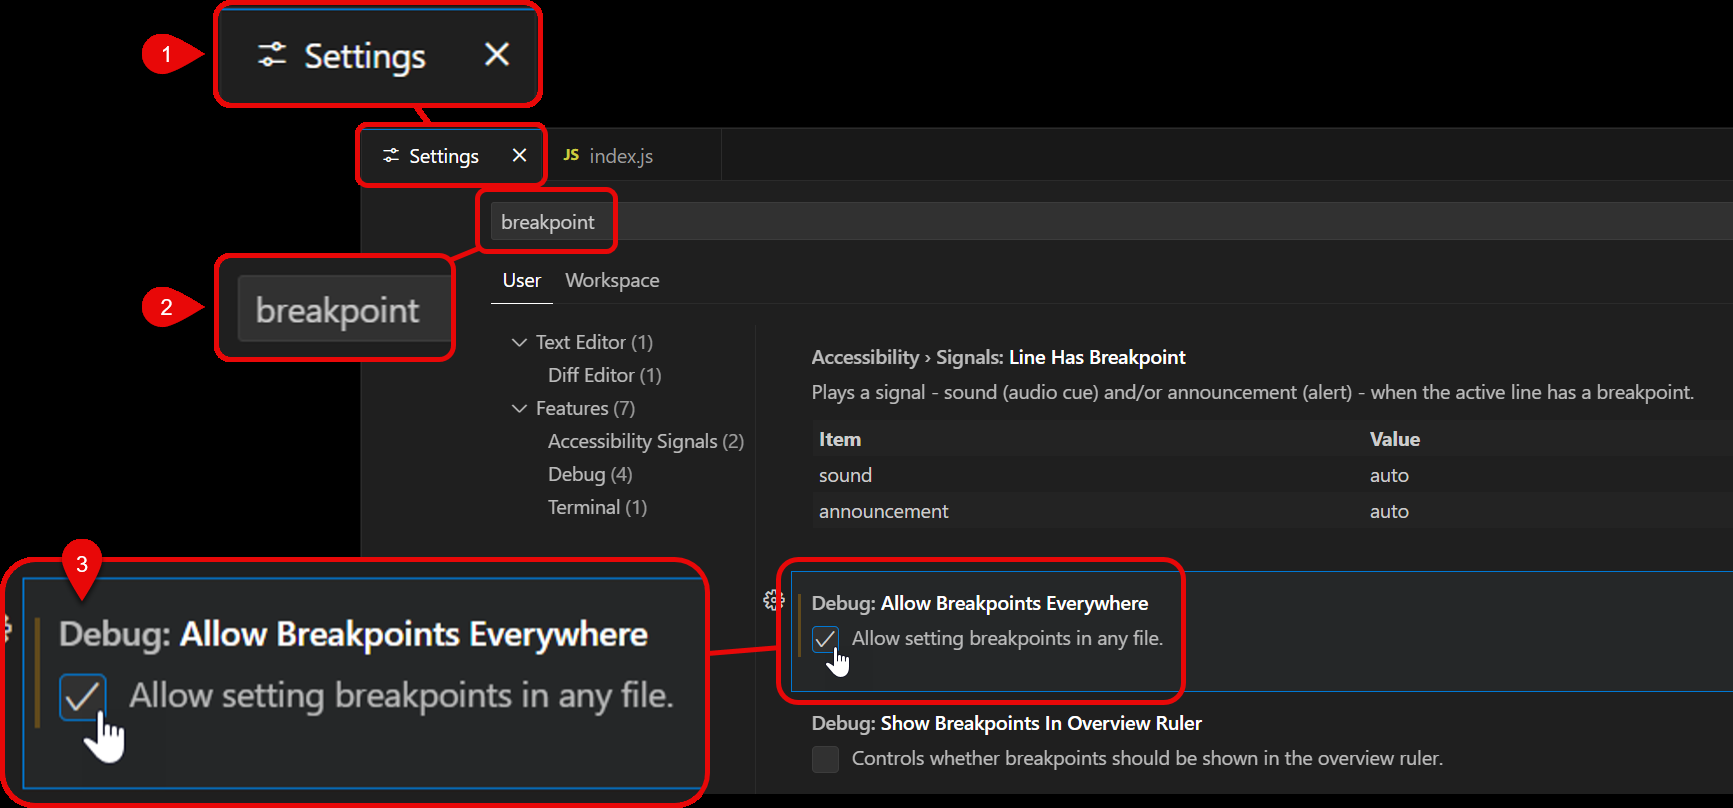 1
Settings
Settings
JS index.js
breakpoint
2
breakpoint
User Workspace
Text Editor (1)
Diff Editor (1)
Features (7)
Accessibility Signals (2)
Debug (4)
Terminal (1)
Accessibility › Signals: Line Has Breakpoint
Plays a signal - sound (audio cue) and/or announcement (alert) - when the active line has a breakpoint.
Item Value
sound auto
announcement auto
3
Debug: Allow Breakpoints Everywhere
Allow setting breakpoints in any file.
Debug: Allow Breakpoints Everywhere
Allow setting breakpoints in any file.
Debug: Show Breakpoints In Overview Ruler
Controls whether breakpoints should be shown in the overview ruler.